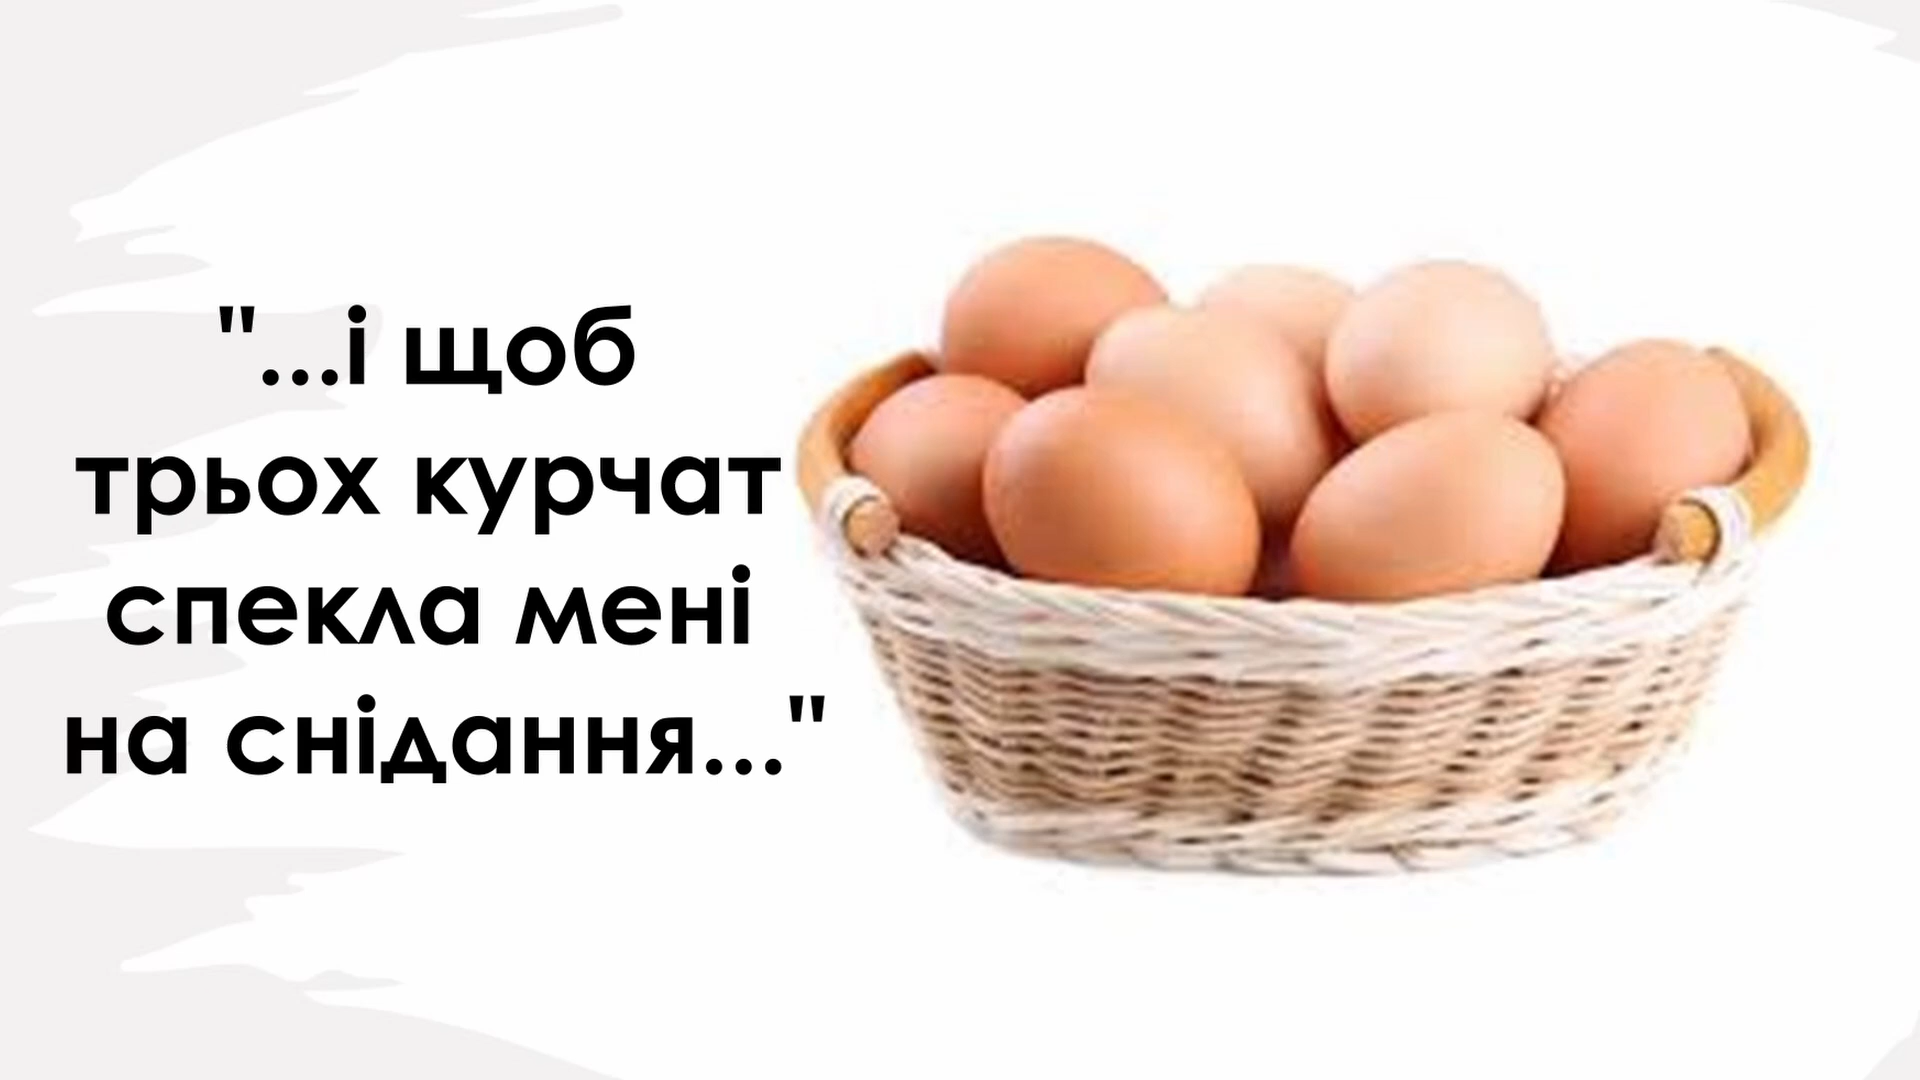 "...і щоб
трьох курчат
спекла мені
на снідання..."